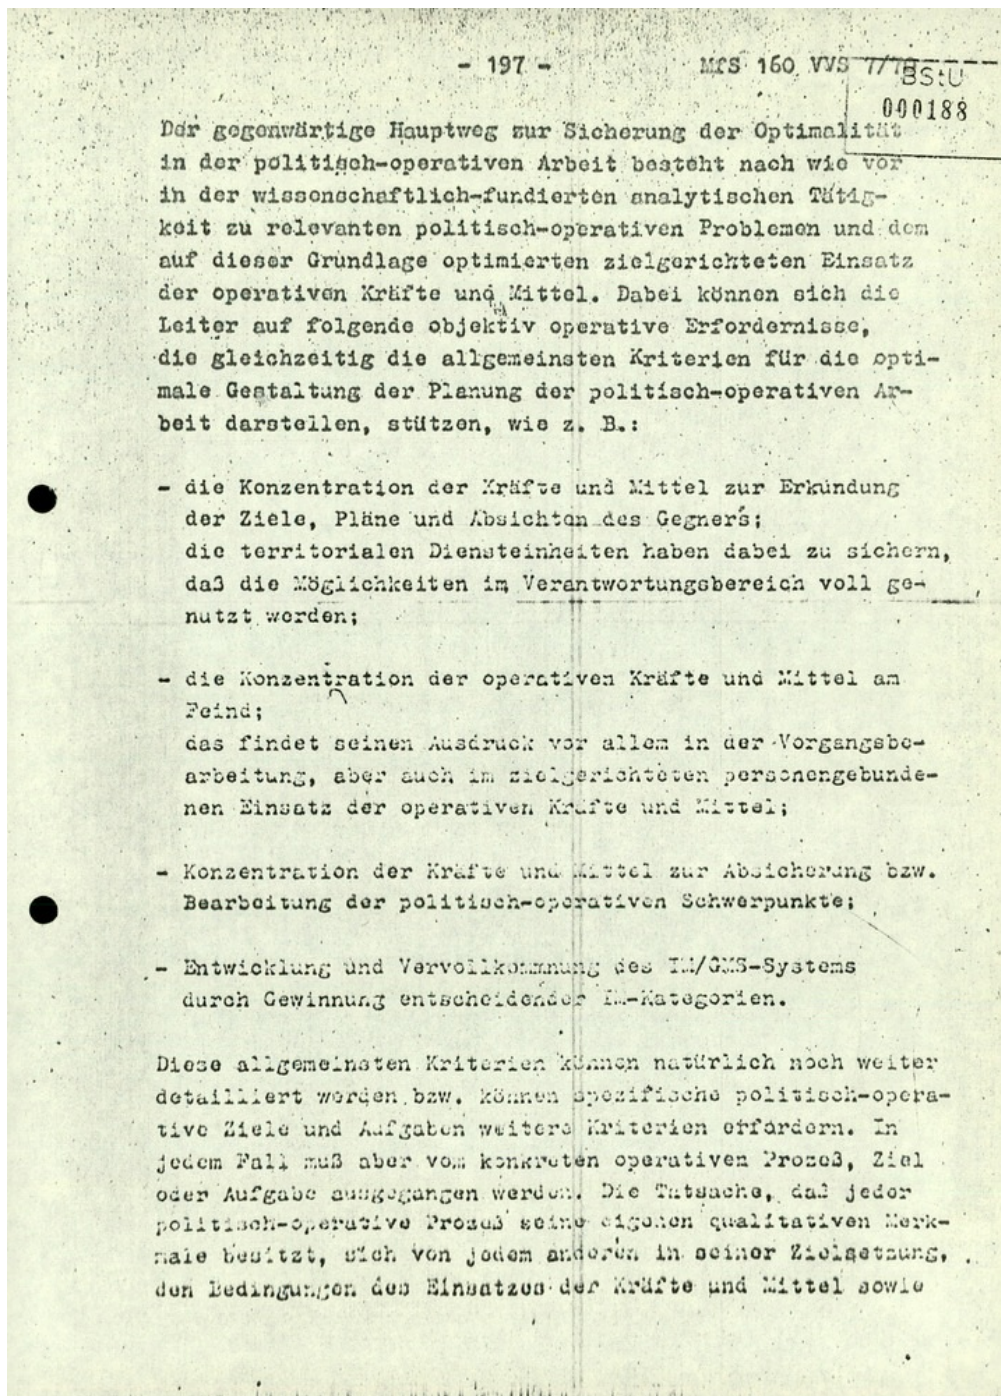 - 197 -
MfS 160 VVS 7/78
BStU
000188
Der gegenwärtige Hauptweg zur Sicherung der Optimalität
in der politisch-operativen Arbeit besteht nach wie vor
in der wissenschaftlich-fundierten analytischen Tätig-
keit zu relevanten politisch-operativen Problemen und dem
auf dieser Grundlage optimierten zielgerichteten Einsatz
der operativen Kräfte und Mittel. Dabei können sich die
Leiter auf folgende objektiv operative Erfordernisse,
die gleichzeitig die allgemeinsten Kriterien für die opti-
male Gestaltung der Planung der politisch-operativen Ar-
beit darstellen, stützen, wie z. B.:
- die Konzentration der Kräfte und Mittel zur Erkundung
der Ziele, Pläne und Absichten des Gegners;
die territorialen Diensteinheiten haben dabei zu sichern,
daß die Möglichkeiten im Verantwortungsbereich voll ge-
nutzt werden;
- die Konzentration der operativen Kräfte und Mittel am
Feind;
das findet seinen Ausdruck vor allem in der Vorgangsbe-
arbeitung, aber auch im zielgerichteten personengebunde-
nen Einsatz der operativen Kräfte und Mittel;
- Konzentration der Kräfte und Mittel zur Absicherung bzw.
Bearbeitung der politisch-operativen Schwerpunkte;
- Entwicklung und Vervollkommnung des IM/GMS-Systems
durch Gewinnung entscheidender IM-Kategorien.
Diese allgemeinsten Kriterien können natürlich noch weiter
detailliert werden bzw. können spezifische politisch-opera-
tive Ziele und Aufgaben weitere Kriterien erfordern. In
jedem Fall muß aber vom konkreten operativen Prozeß, Ziel
oder Aufgabe ausgegangen werden. Die Tatsache, daß jeder
politisch-operative Prozeß seine eigenen qualitativen Merk-
male besitzt, sich von jedem anderen in seiner Zielsetzung,
den Bedingungen des Einsatzes der Kräfte und Mittel sowie